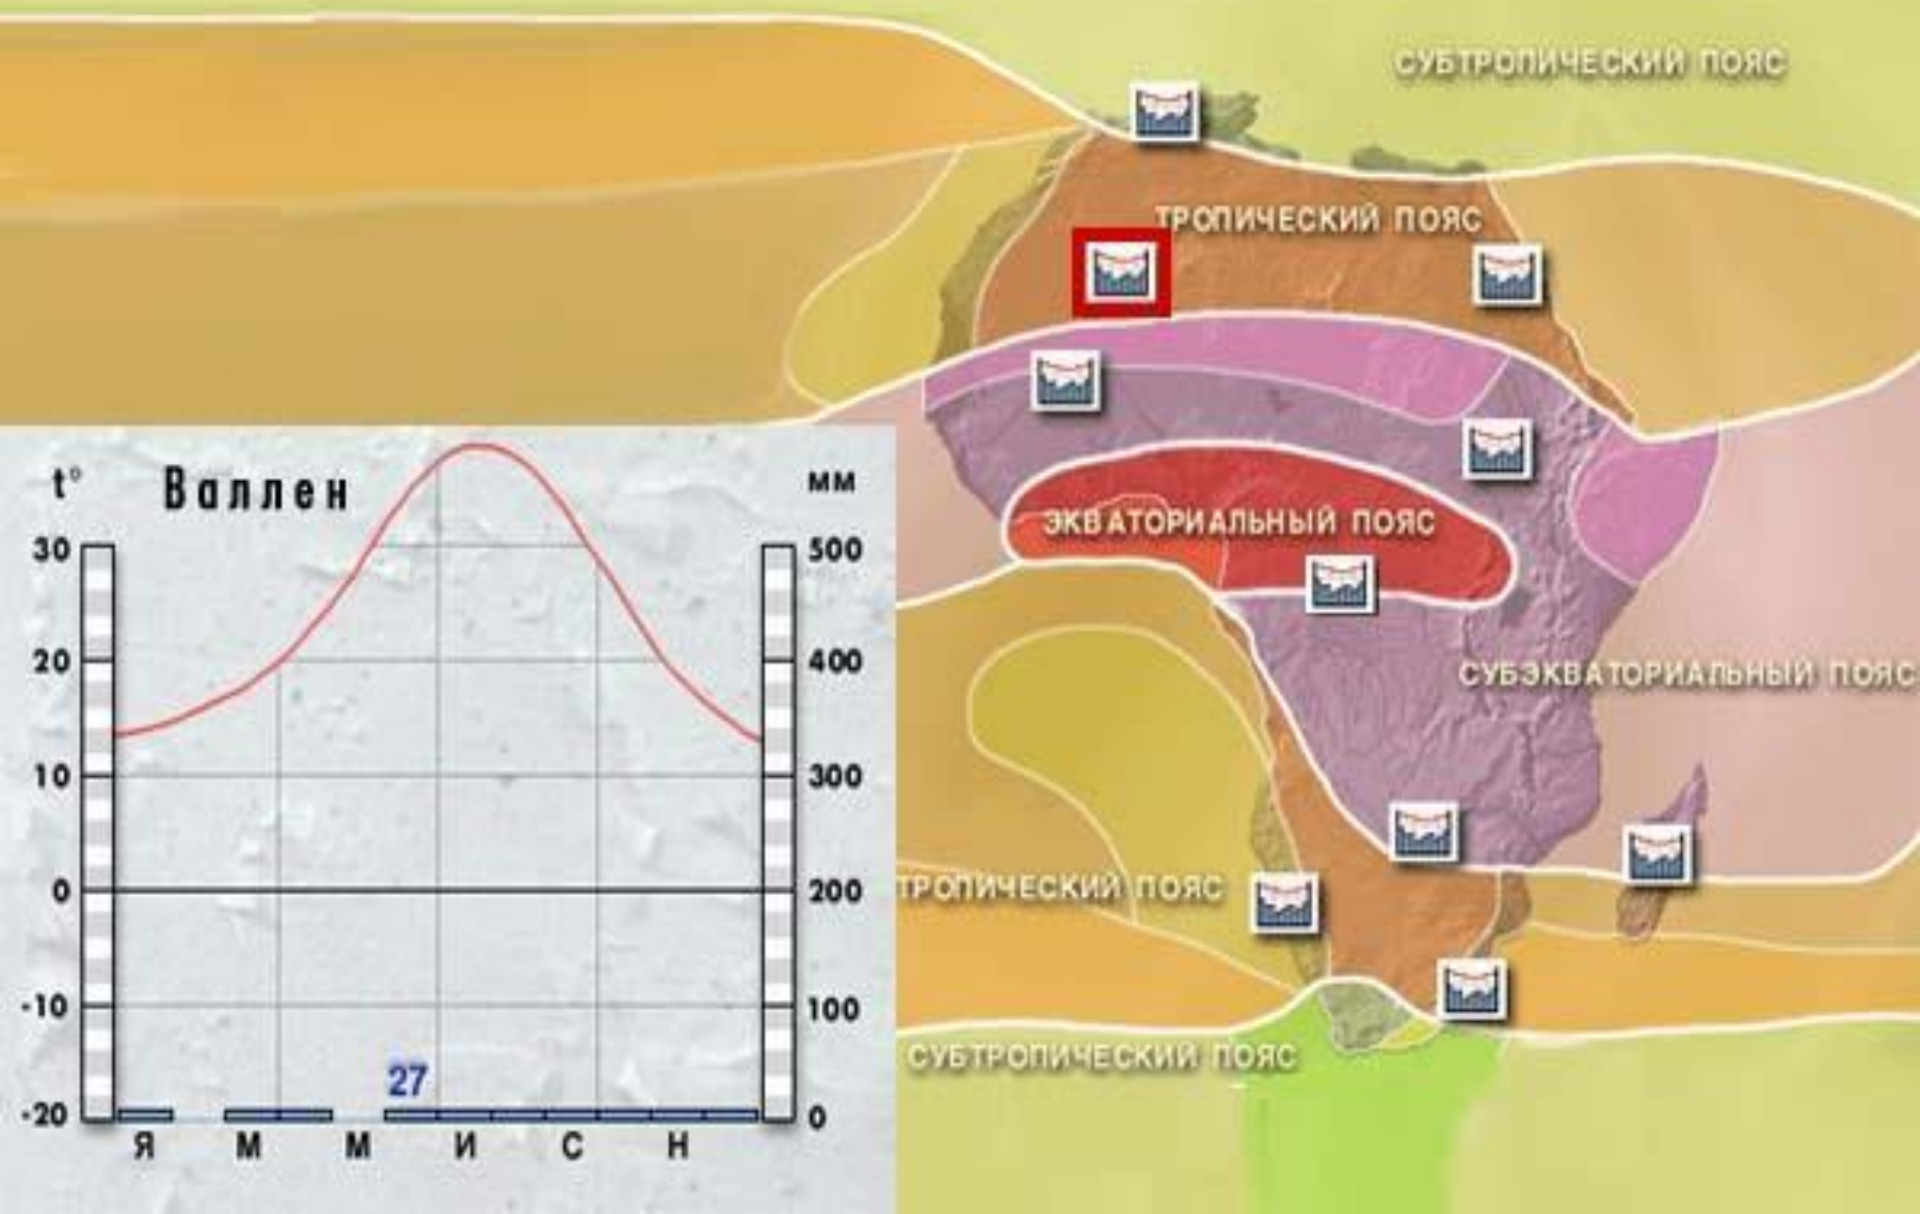 СУБТРОПИЧЕСКИЙ ПОЯС
ТРОПИЧЕСКИЙ ПОЯС
t° Валлен мм
30 500
ЭКВАТОРИАЛЬНЫЙ ПОЯС
20 400
СУБЭКВАТОРИАЛЬНЫЙ ПОЯС
10 300
0 200
ТРОПИЧЕСКИЙ ПОЯС
-10 100
СУБТРОПИЧЕСКИЙ ПОЯС
27
-20 0
Я М М И С Н